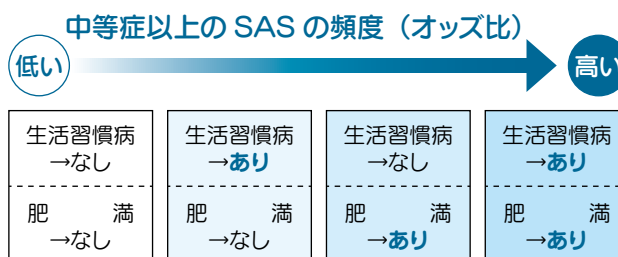 中等症以上の SAS の頻度（オッズ比）
低い
高い
生活習慣病
→なし
肥　満
→なし
生活習慣病
→あり
肥　満
→なし
生活習慣病
→なし
肥　満
→あり
生活習慣病
→あり
肥　満
→あり